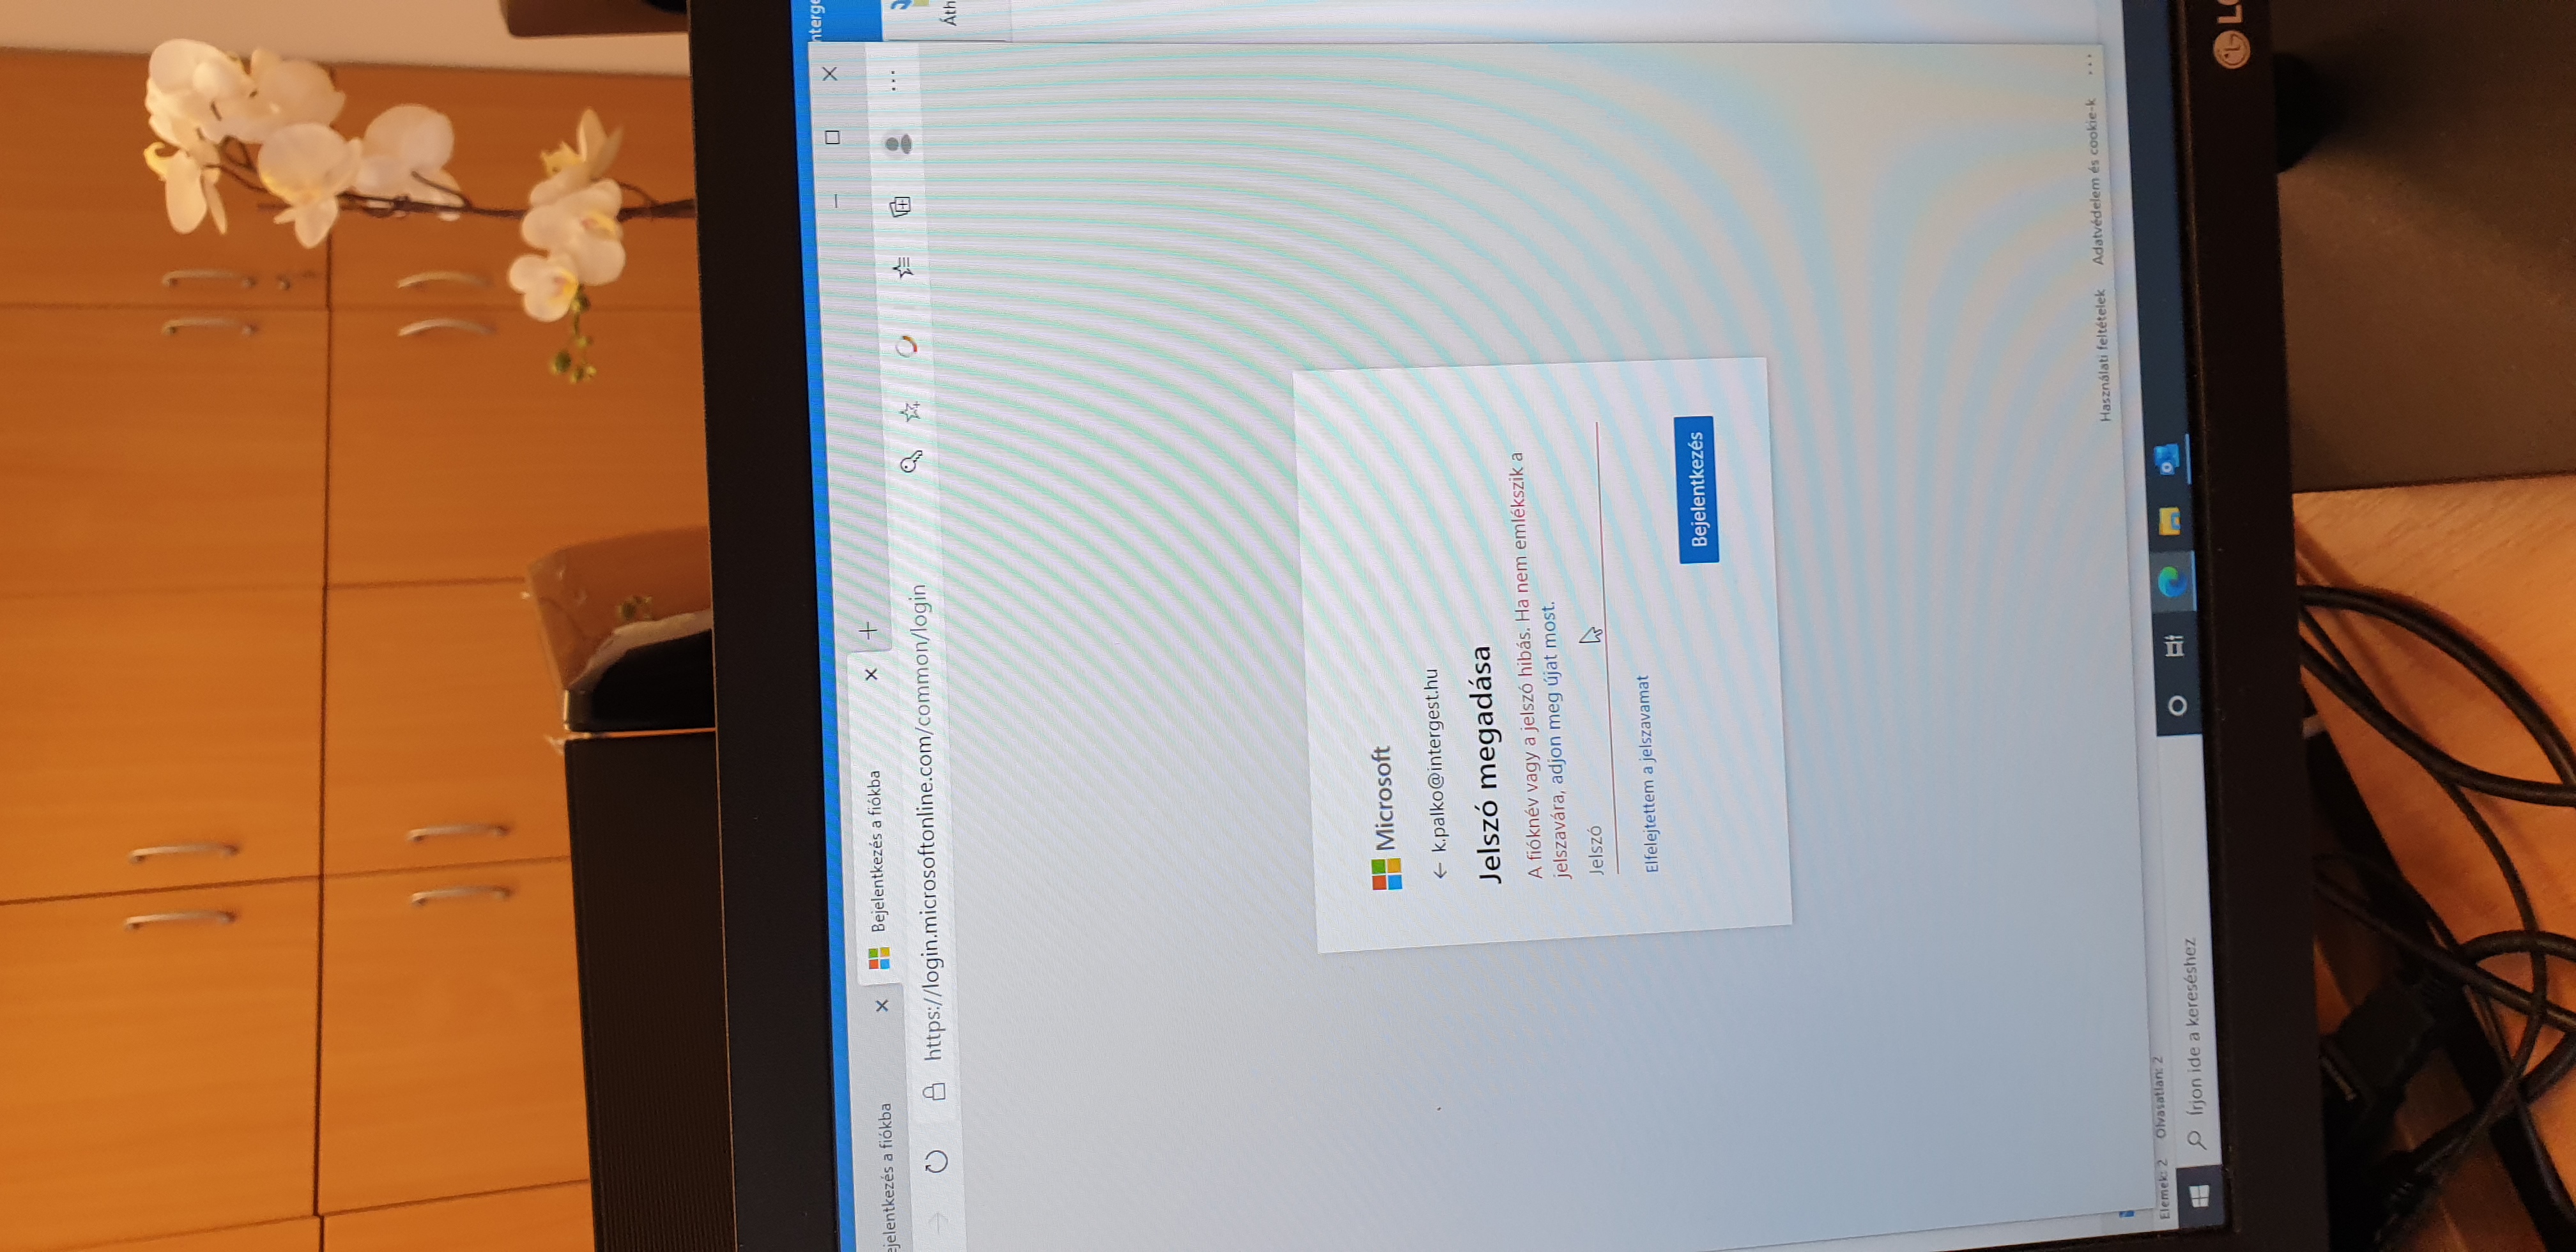 ejelentkezés a fiókba
Bejelentkezés a fiókba
https://login.microsoftonline.com/common/login
Áth
Microsoft
← k.palko@intergest.hu
Jelszó megadása
A fióknév vagy a jelszó hibás. Ha nem emlékszik a
jelszavára, adjon meg újat most.
Jelszó
Elfelejtettem a jelszavamat
Bejelentkezés
Használati feltételek
Adatvédelem és cookie-k
Elemek: 2 Olvasatlan: 2
Írjon ide a kereséshez
LG